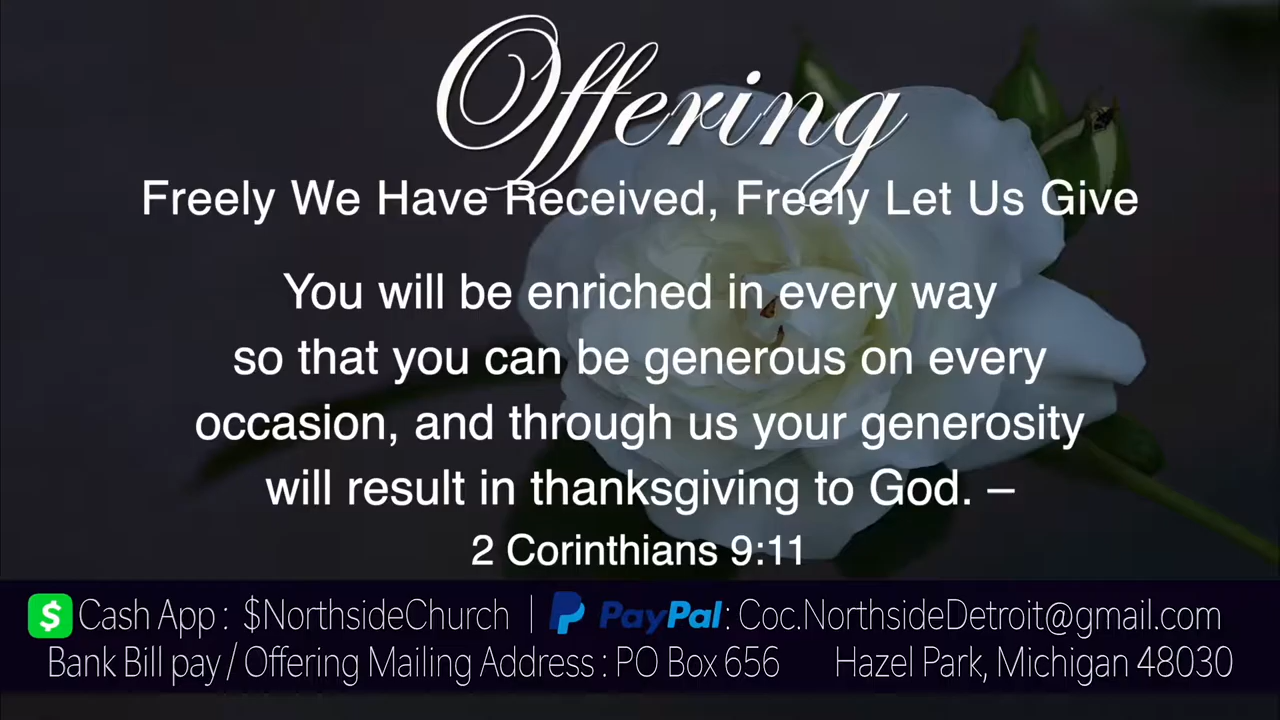 Offering
Freely We Have Received, Freely Let Us Give
You will be enriched in every way
so that you can be generous on every
occasion, and through us your generosity
will result in thanksgiving to God. –
2 Corinthians 9:11
$ Cash App : $NorthsideChurch | PayPal : Coc.NorthsideDetroit@gmail.com
Bank Bill pay / Offering Mailing Address : PO Box 656 Hazel Park, Michigan 48030